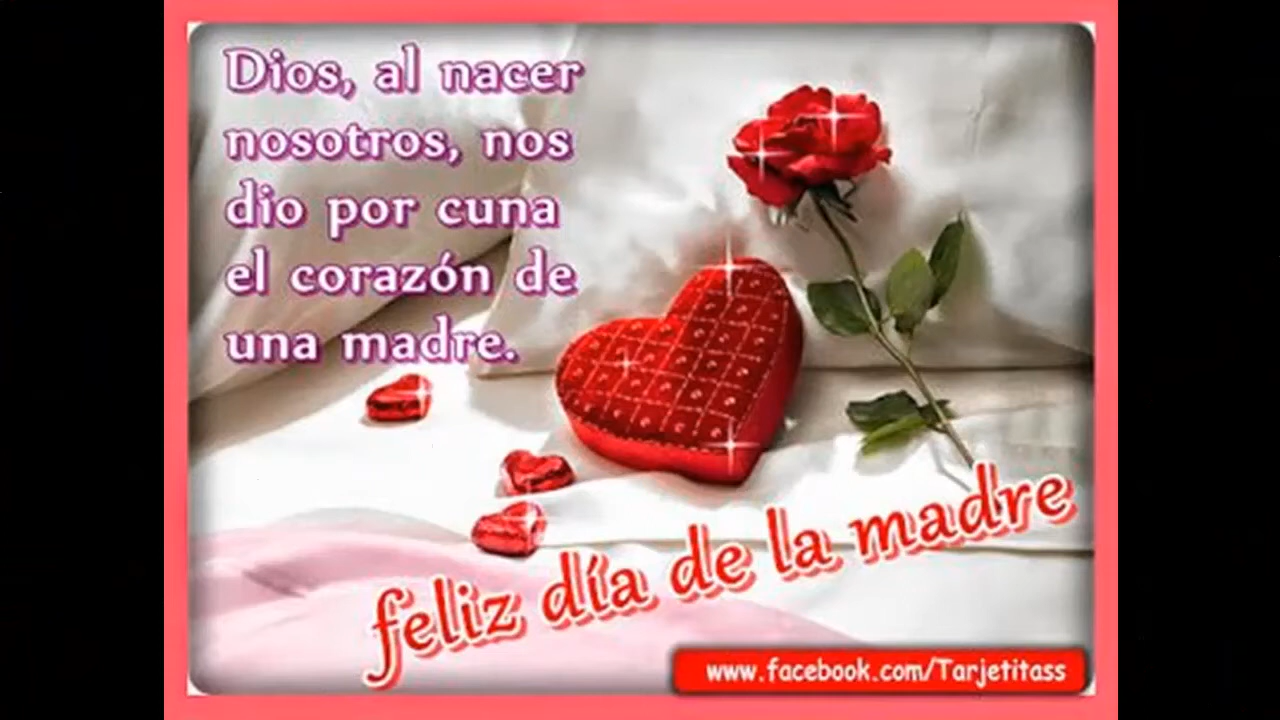 Dios, al nacer
nosotros, nos
dio por cuna
el corazón de
una madre.
feliz día de la madre
www.facebook.com/Tarjetitass